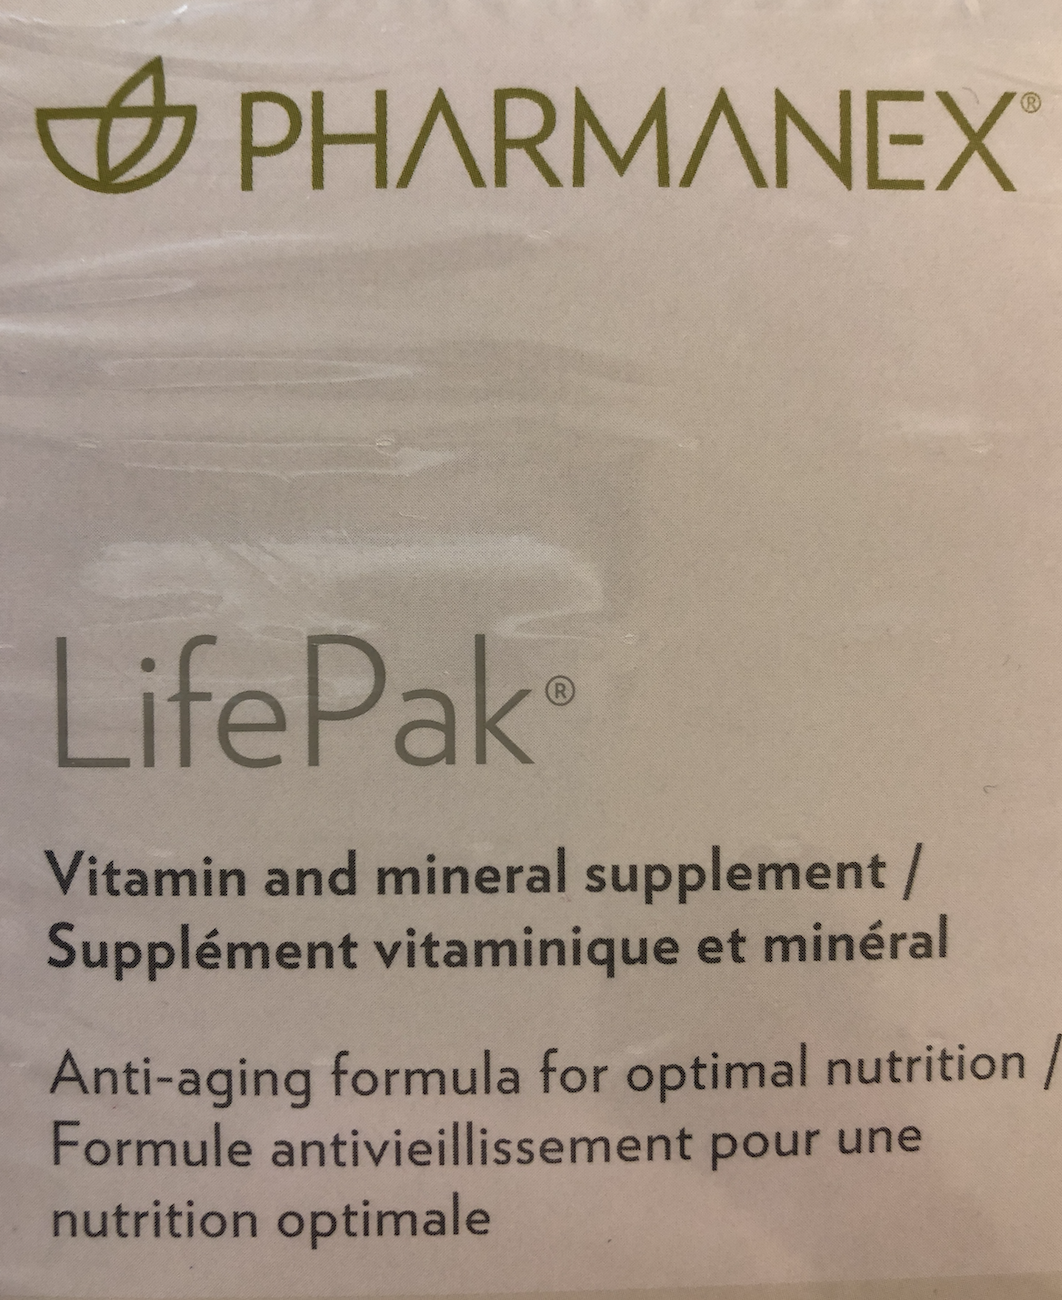 PHARMANEX®
LifePak®
Vitamin and mineral supplement /
Supplément vitaminique et minéral
Anti-aging formula for optimal nutrition /
Formule antivieillissement pour une
nutrition optimale